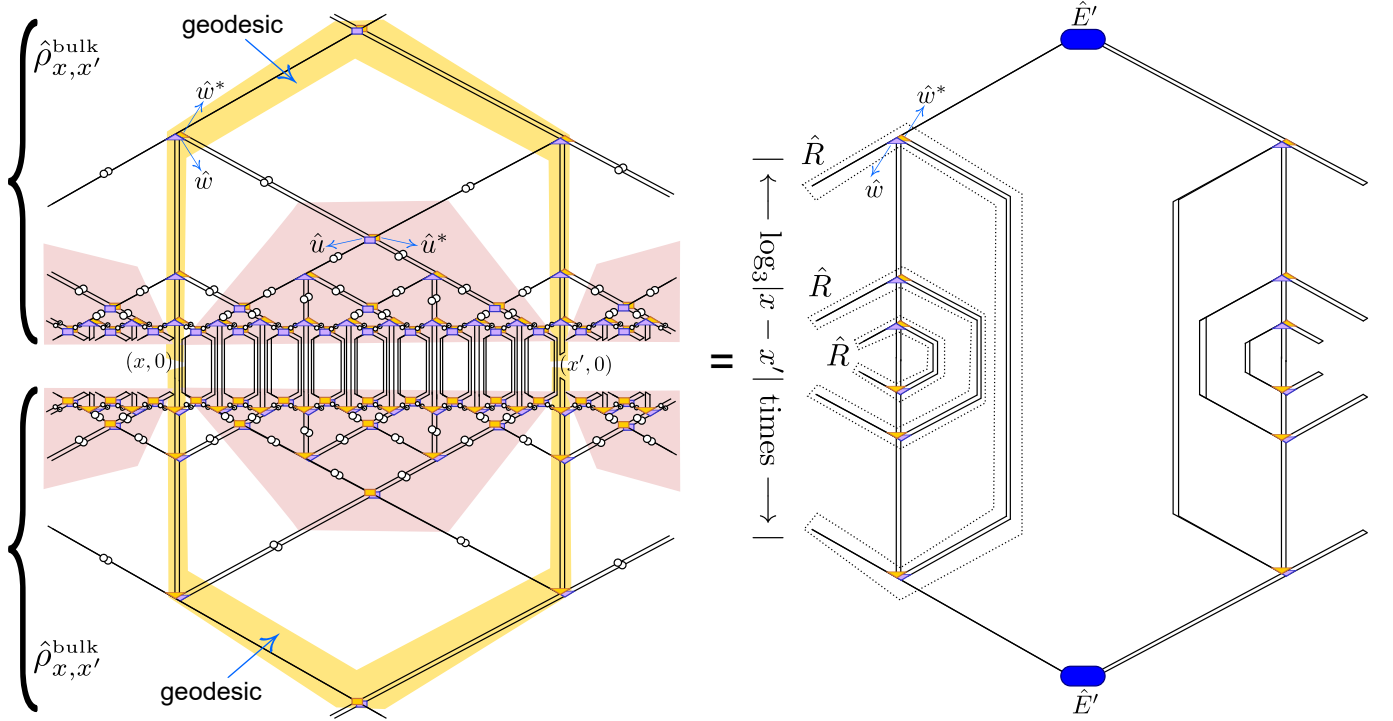 geodesic
ρ̂^bulk_{x,x′}
ŵ*
ŵ
û
û*
(x, 0)
(x′, 0)
ρ̂^bulk_{x,x′}
geodesic
=
|← log₃|x − x′| times →|
Ê′
R̂
ŵ*
ŵ
R̂
R̂
Ê′